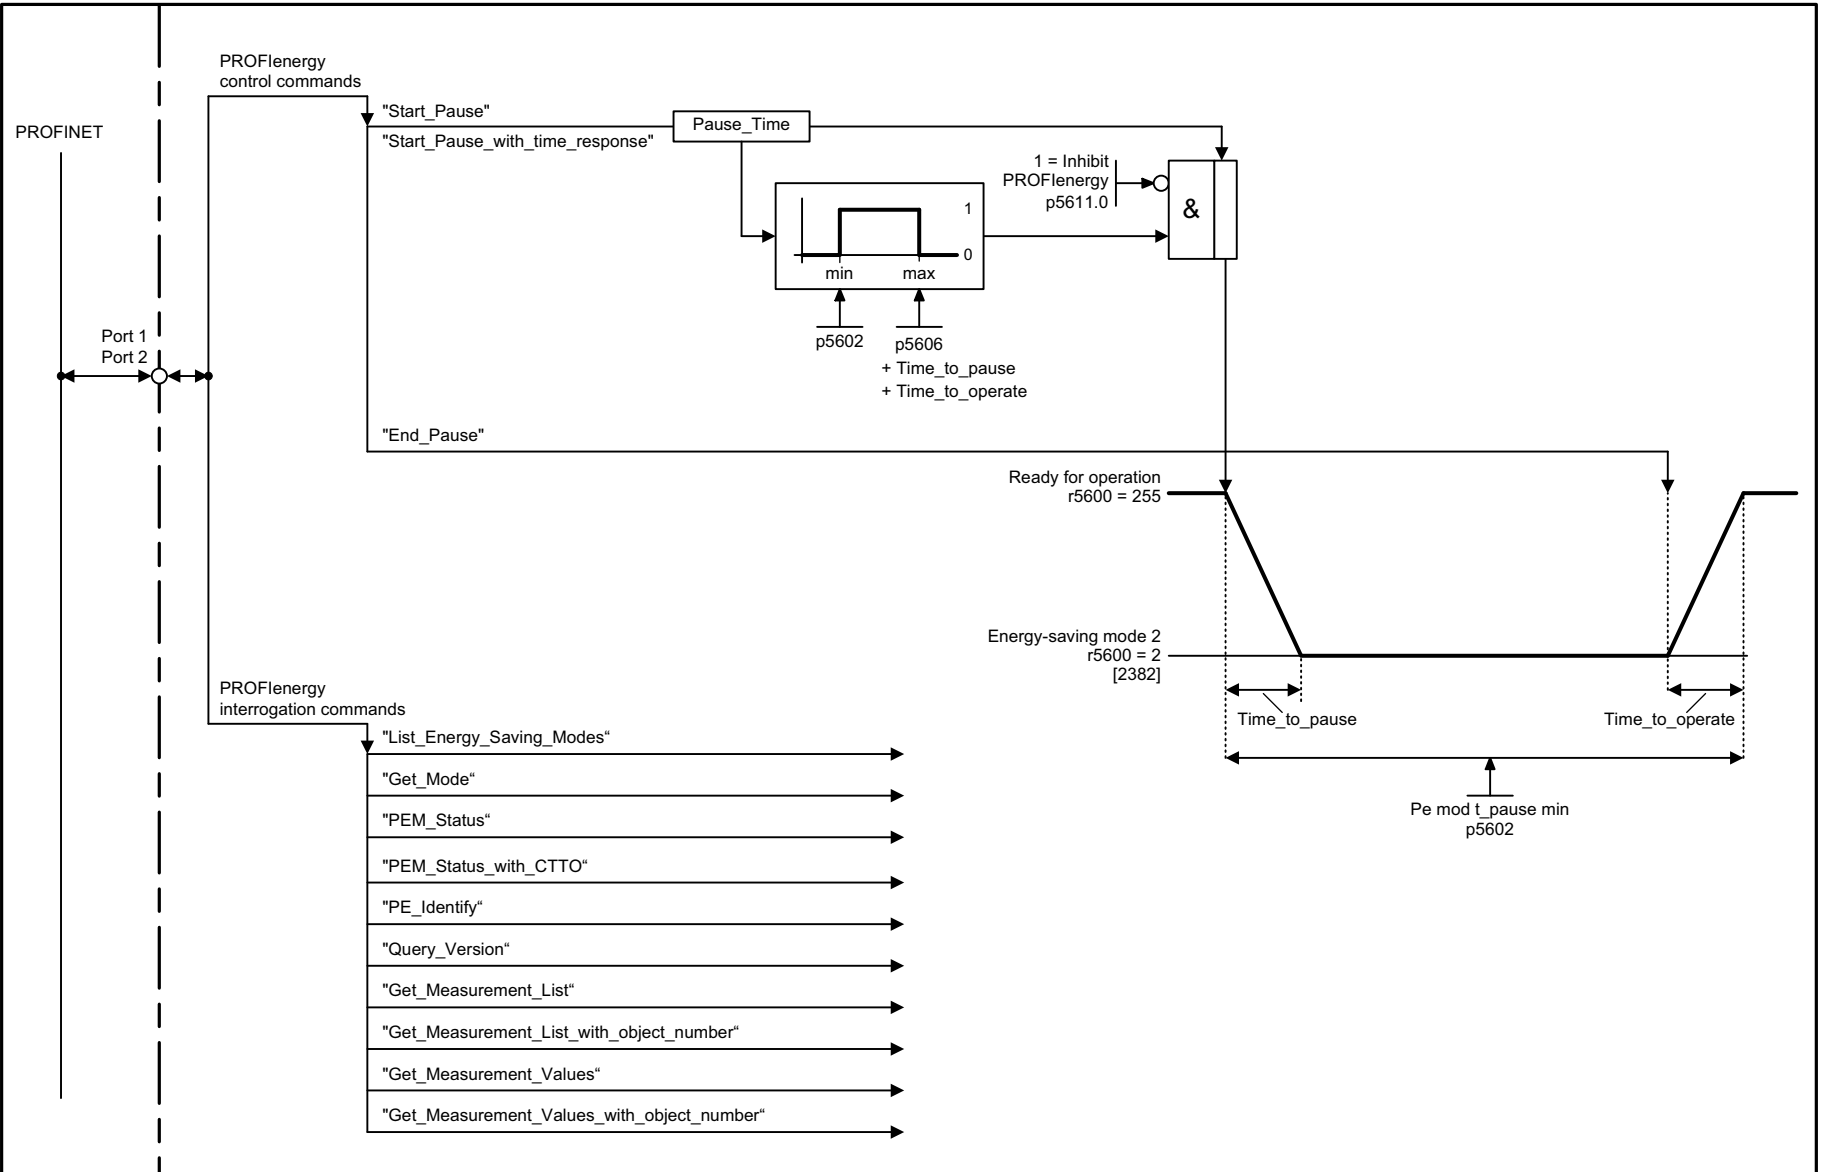 PROFINET
Port 1
Port 2
PROFIenergy
control commands
"Start_Pause"
"Start_Pause_with_time_response"
Pause_Time
1 = Inhibit
PROFIenergy
p5611.0
&
1
0
min
max
p5602
p5606
+ Time_to_pause
+ Time_to_operate
"End_Pause"
Ready for operation
r5600 = 255
Energy-saving mode 2
r5600 = 2
[2382]
Time_to_pause
Time_to_operate
Pe mod t_pause min
p5602
PROFIenergy
interrogation commands
"List_Energy_Saving_Modes“
"Get_Mode“
"PEM_Status“
"PEM_Status_with_CTTO“
"PE_Identify“
"Query_Version“
"Get_Measurement_List“
"Get_Measurement_List_with_object_number“
"Get_Measurement_Values“
"Get_Measurement_Values_with_object_number“